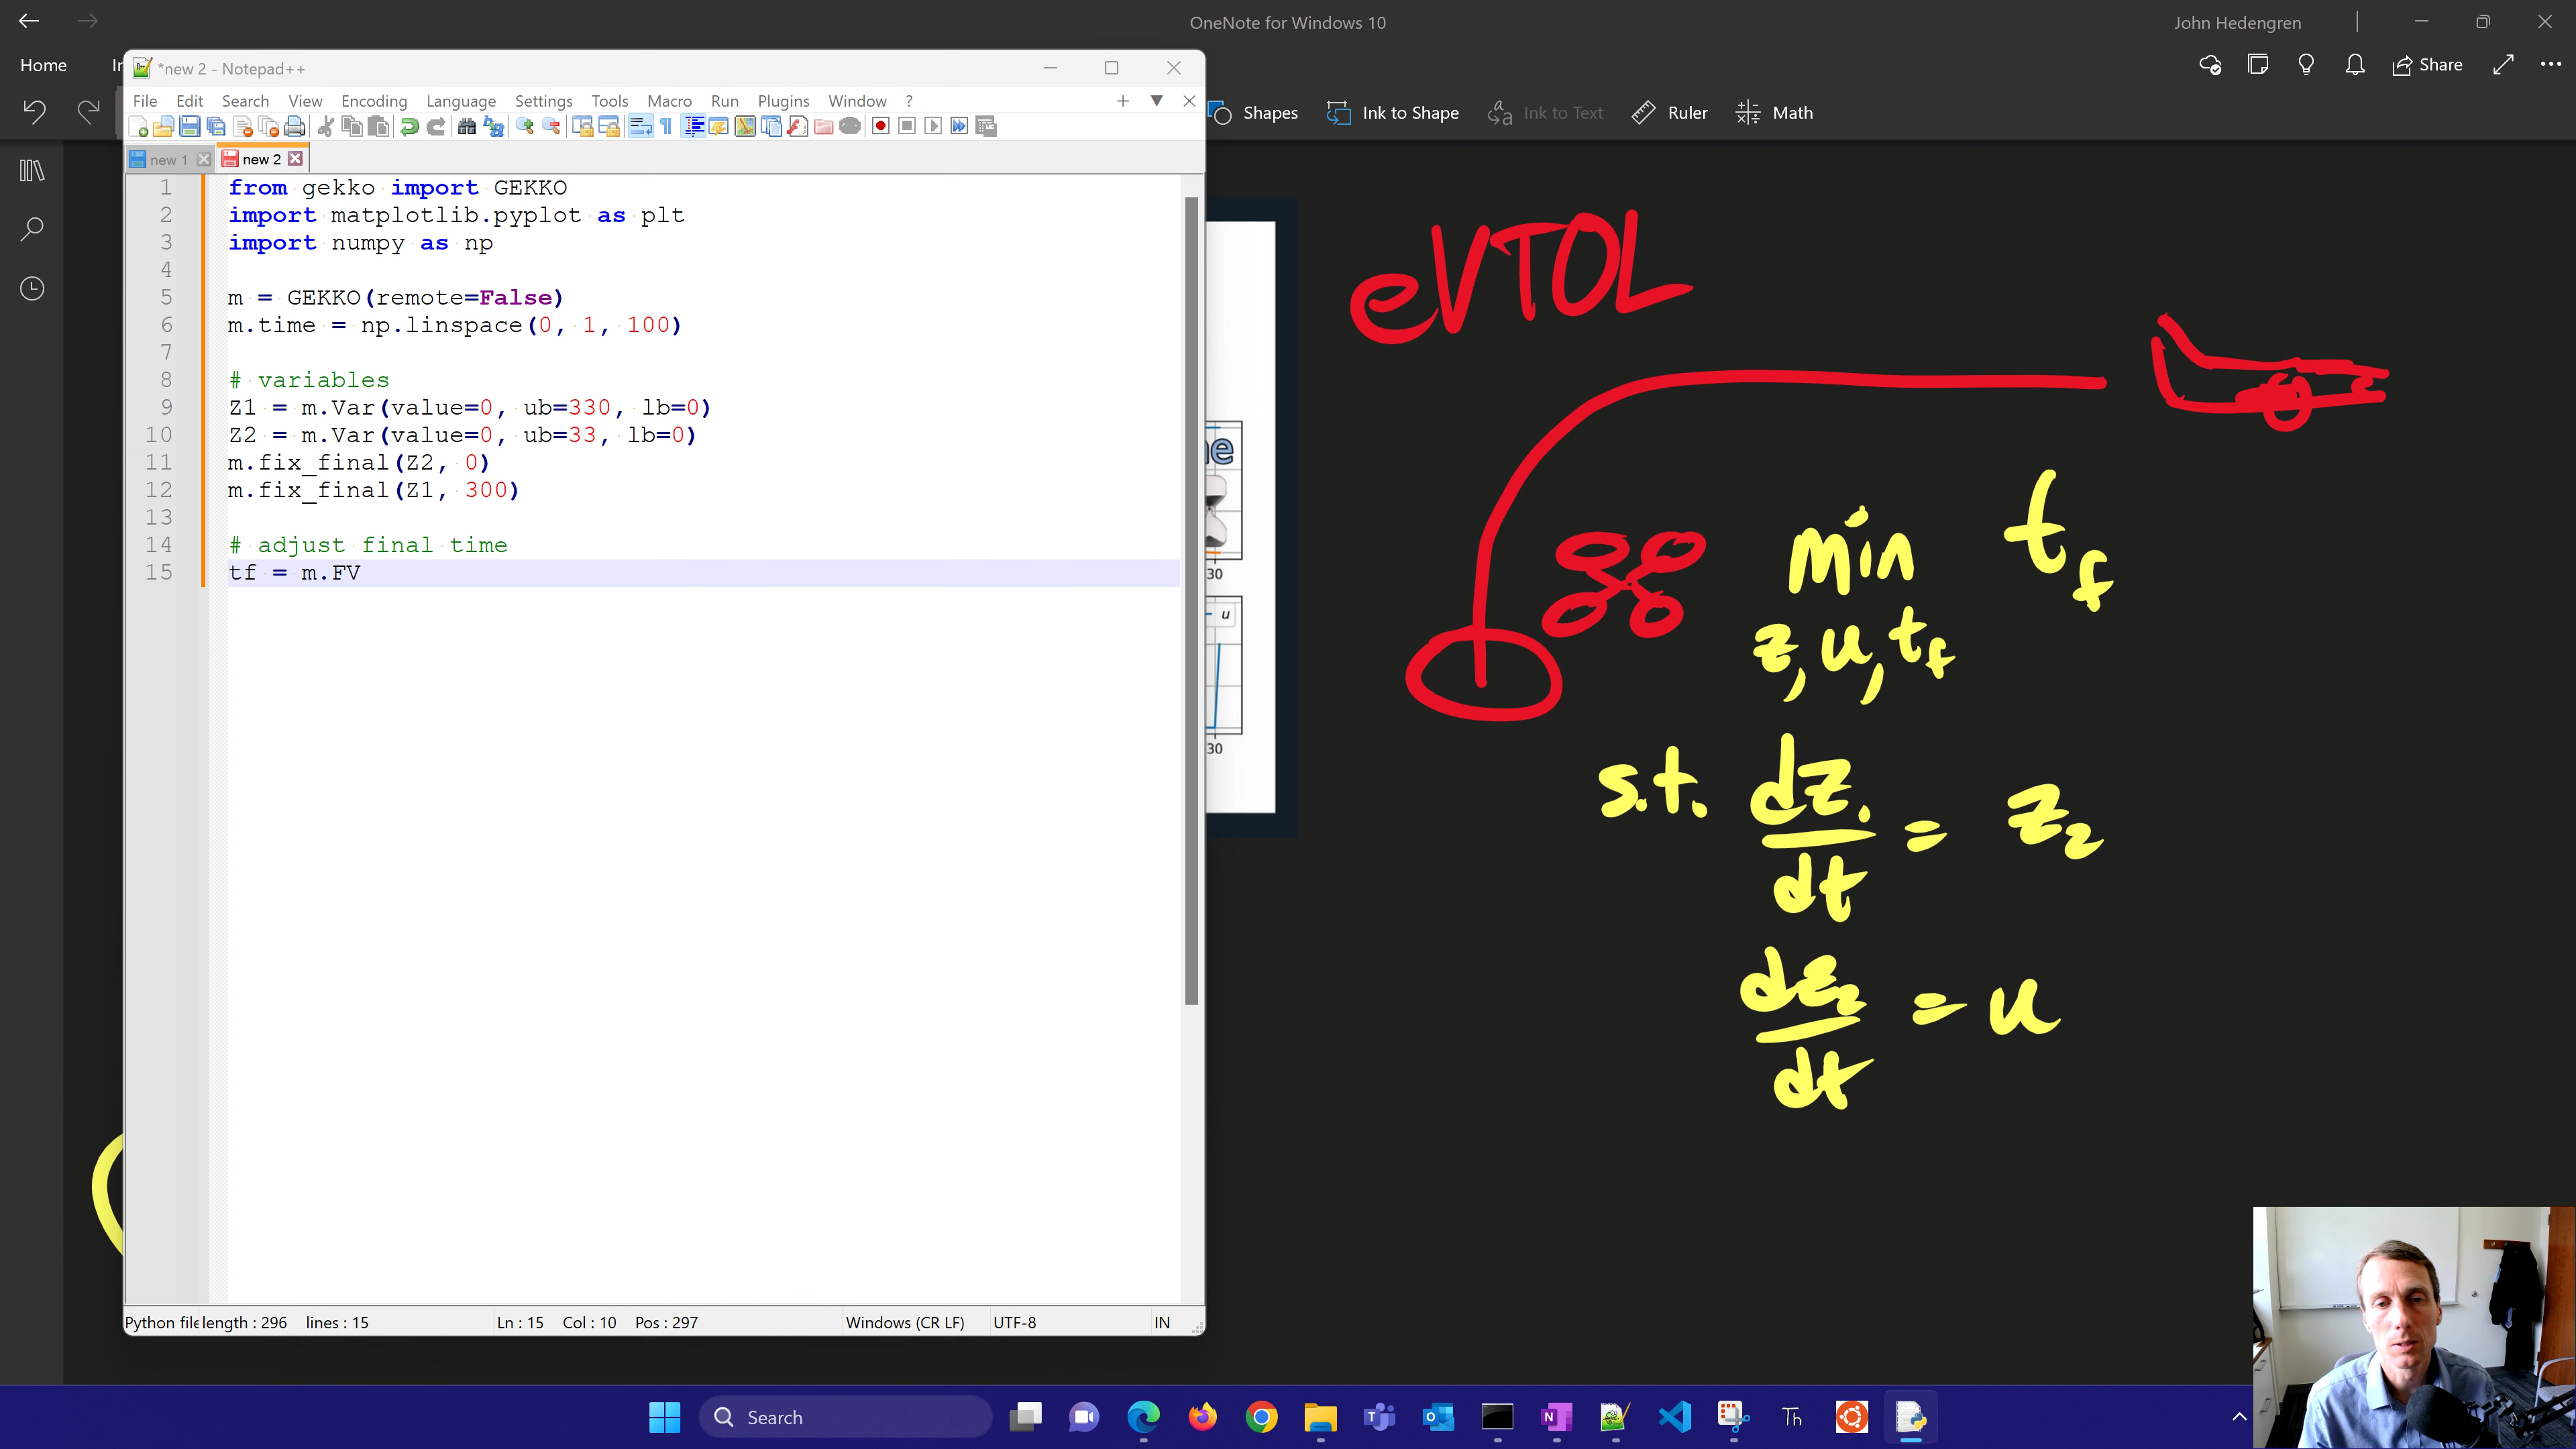 OneNote for Windows 10
John Hedengren
Home
Share
Shapes
Ink to Shape
Ink to Text
Ruler
Math
*new 2 - Notepad++
File Edit Search View Encoding Language Settings Tools Macro Run Plugins Window ?
new 1
new 2
1 from gekko import GEKKO
2 import matplotlib.pyplot as plt
3 import numpy as np
4
5 m = GEKKO(remote=False)
6 m.time = np.linspace(0, 1, 100)
7
8 # variables
9 Z1 = m.Var(value=0, ub=330, lb=0)
10 Z2 = m.Var(value=0, ub=33, lb=0)
11 m.fix_final(Z2, 0)
12 m.fix_final(Z1, 300)
13
14 # adjust final time
15 tf = m.FV
Python file length : 296 lines : 15 Ln : 15 Col : 10 Pos : 297 Windows (CR LF) UTF-8 IN
30
u
30
eVTOL
min tf
z, u, tf
s.t. dz1/dt = z2
dz2/dt = u
Search
Th